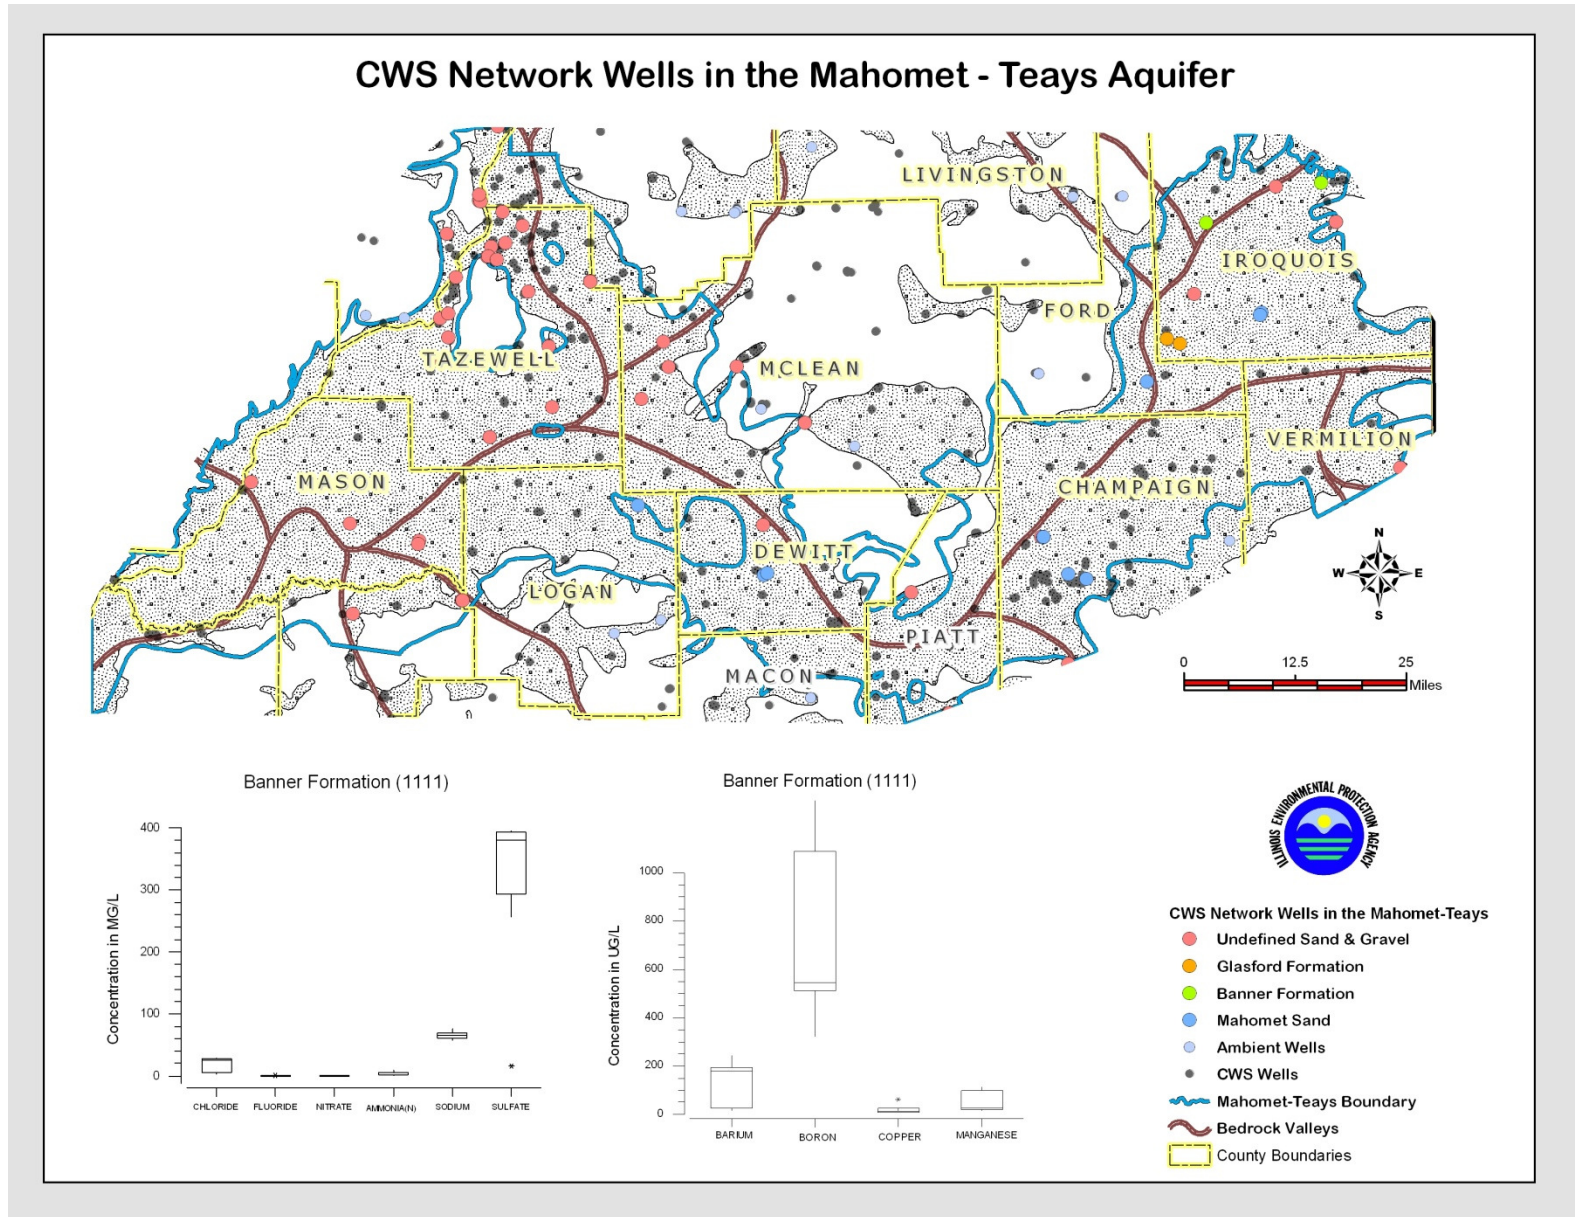 CWS Network Wells in the Mahomet - Teays Aquifer
LIVINGSTON
IROQUOIS
FORD
TAZEWELL
MCLEAN
VERMILION
MASON
CHAMPAIGN
DEWITT
LOGAN
PIATT
MACON
N
W E
S
0 12.5 25
Miles
Banner Formation (1111)
Concentration in MG/L
400
300
200
100
0
CHLORIDE FLUORIDE NITRATE AMMONIA(N) SODIUM SULFATE
Banner Formation (1111)
Concentration in UG/L
1000
800
600
400
200
0
BARIUM BORON COPPER MANGANESE
ILLINOIS ENVIRONMENTAL PROTECTION AGENCY
CWS Network Wells in the Mahomet-Teays
Undefined Sand & Gravel
Glasford Formation
Banner Formation
Mahomet Sand
Ambient Wells
CWS Wells
Mahomet-Teays Boundary
Bedrock Valleys
County Boundaries